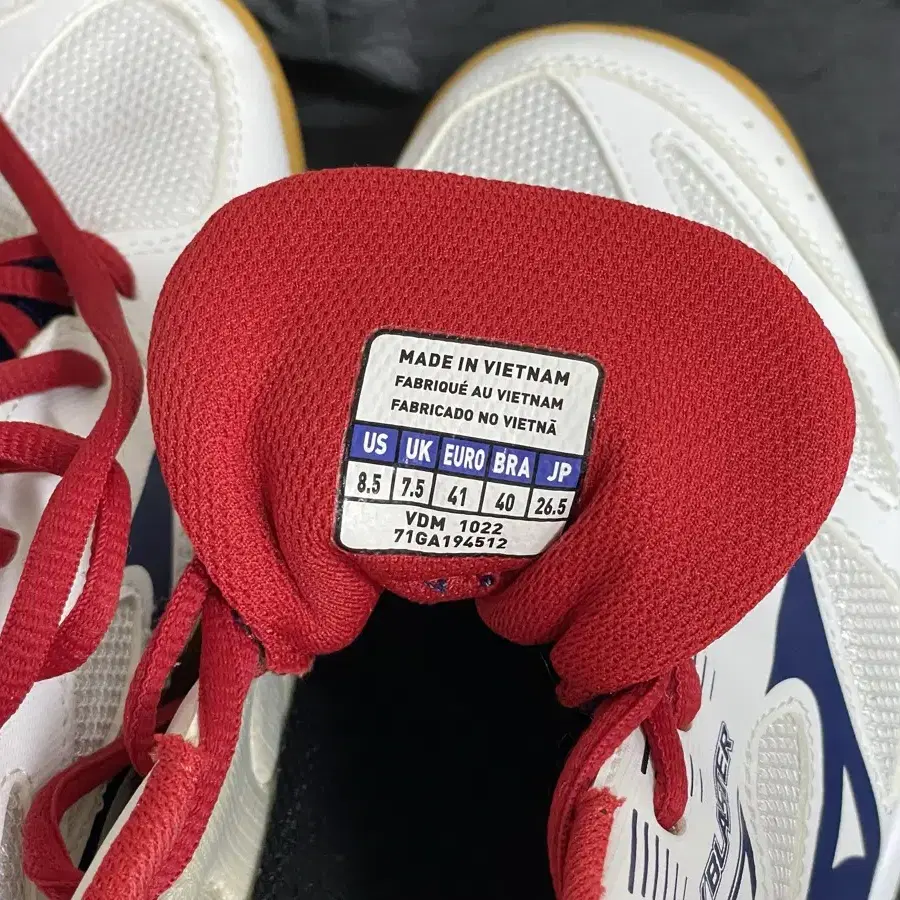 MADE IN VIETNAM
FABRIQUÉ AU VIETNAM
FABRICADO NO VIETNÃ
US UK EURO BRA JP
8.5 7.5 41 40 26.5
VDM 1022
71GA194512
BLASTER